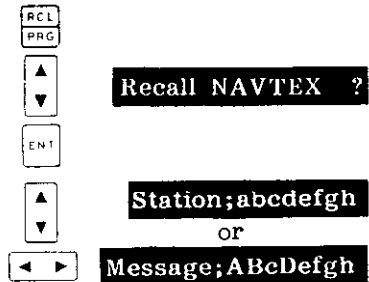 RCL
PRG
Recall NAVTEX ?
ENT
Station;abcdefgh
or
Message;ABcDefgh